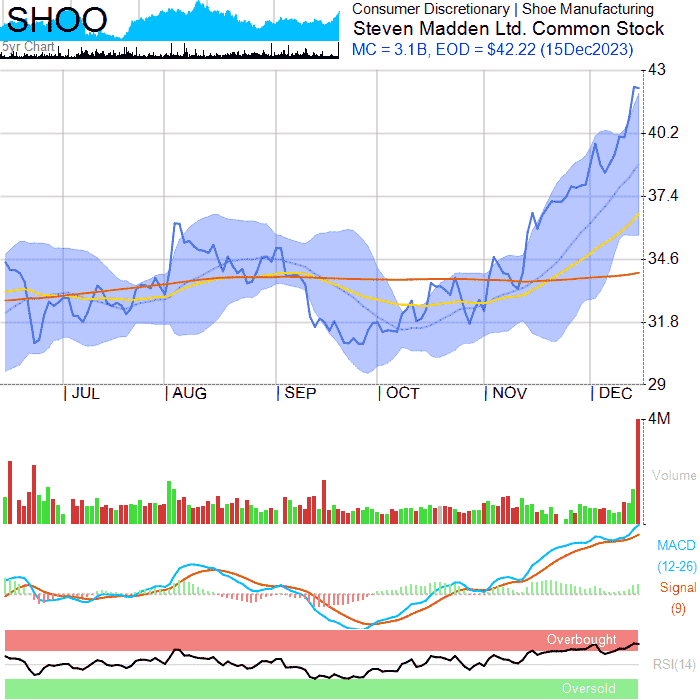 SHOO
5yr Chart
Consumer Discretionary | Shoe Manufacturing
Steven Madden Ltd. Common Stock
MC = 3.1B, EOD = $42.22 (15Dec2023)
43
40.2
37.4
34.6
31.8
29
| JUL | AUG | SEP | OCT | NOV | DEC
4M
Volume
MACD
(12-26)
Signal
(9)
Overbought
RSI(14)
Oversold